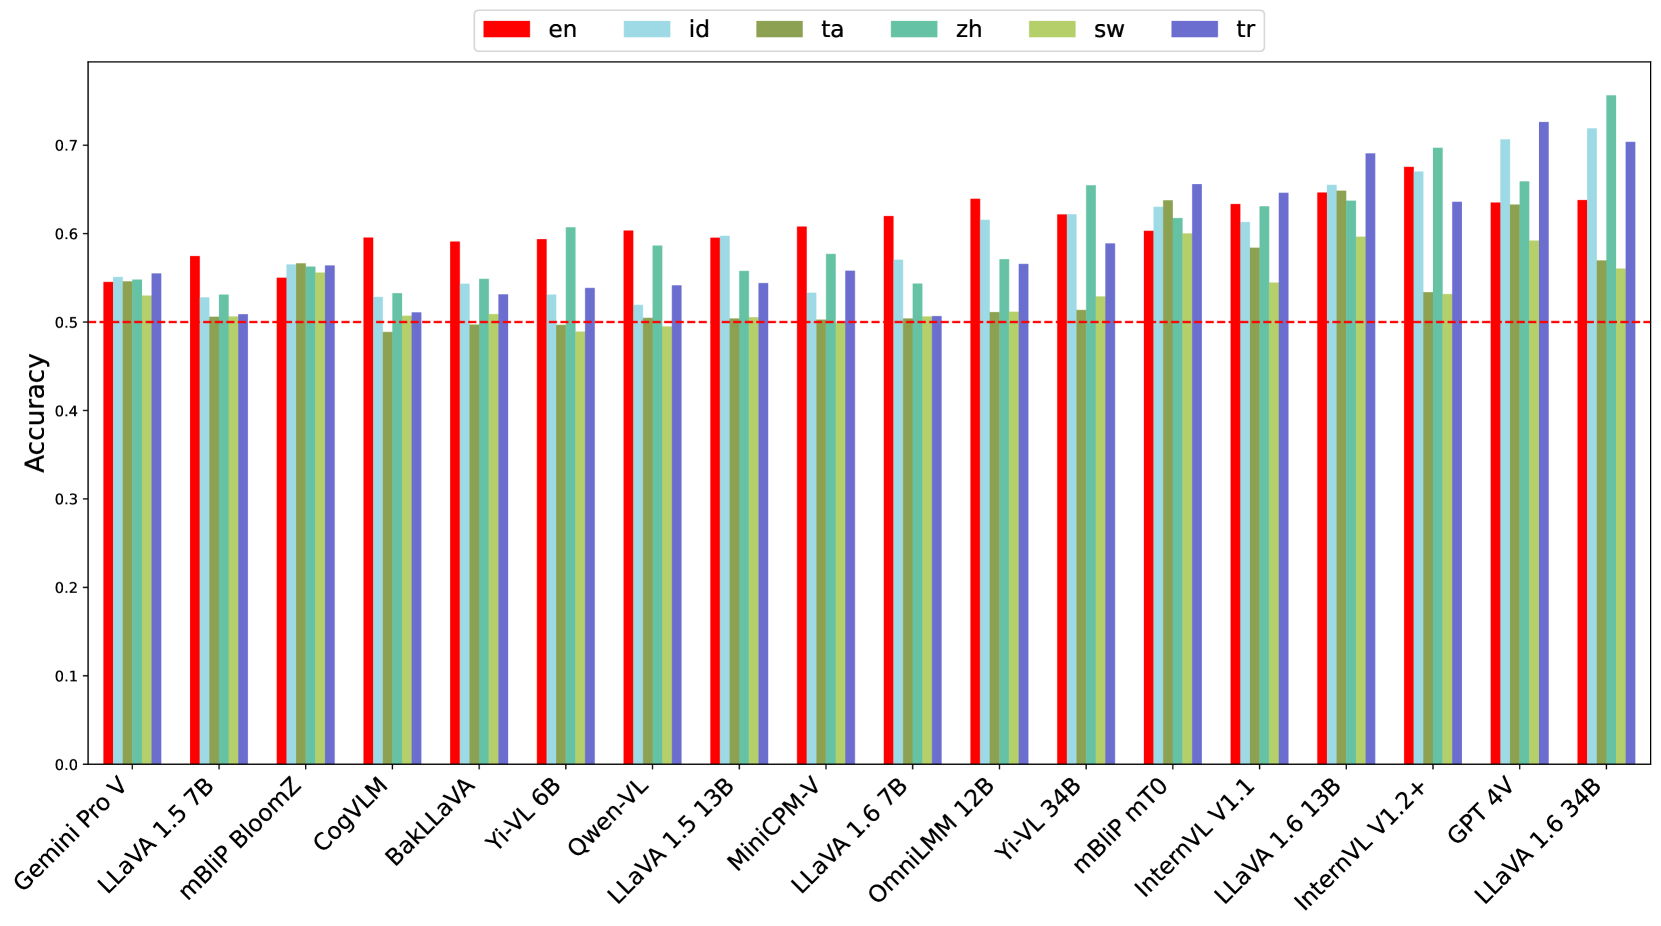 en id ta zh sw tr
Accuracy
0.7
0.6
0.5
0.4
0.3
0.2
0.1
0.0
Gemini Pro V
LLaVA 1.5 7B
mBliP BloomZ
CogVLM
BakLLaVA
Yi-VL 6B
Qwen-VL
LLaVA 1.5 13B
MiniCPM-V
LLaVA 1.6 7B
OmniLMM 12B
Yi-VL 34B
mBliP mT0
InternVL V1.1
LLaVA 1.6 13B
InternVL V1.2+
GPT 4V
LLaVA 1.6 34B